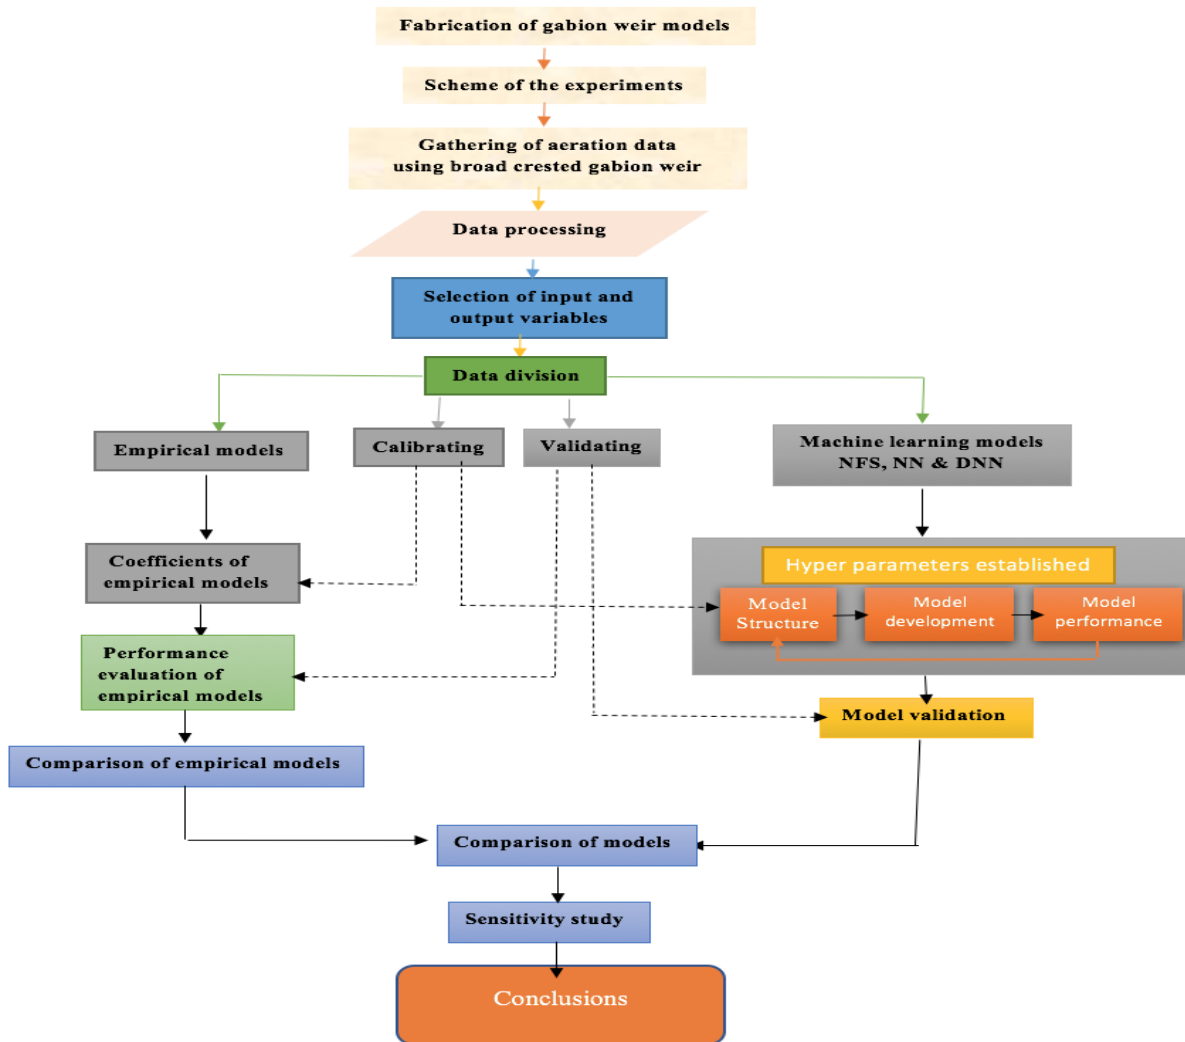 Fabrication of gabion weir models
Scheme of the experiments
Gathering of aeration data
using broad crested gabion weir
Data processing
Selection of input and
output variables
Data division
Empirical models
Calibrating
Validating
Machine learning models
NFS, NN & DNN
Coefficients of
empirical models
Hyper parameters established
Model
Structure
Model
development
Model
performance
Performance
evaluation of
empirical models
Model validation
Comparison of empirical models
Comparison of models
Sensitivity study
Conclusions